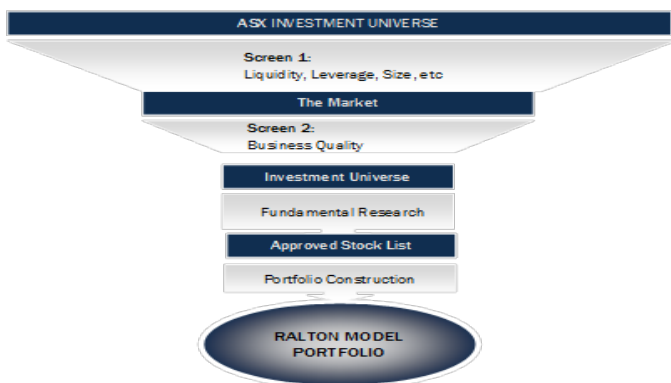 ASX INVESTMENT UNIVERSE
Screen 1:
Liquidity, Leverage, Size, etc
The Market
Screen 2:
Business Quality
Investment Universe
Fundamental Research
Approved Stock List
Portfolio Construction
RALTON MODEL
PORTFOLIO